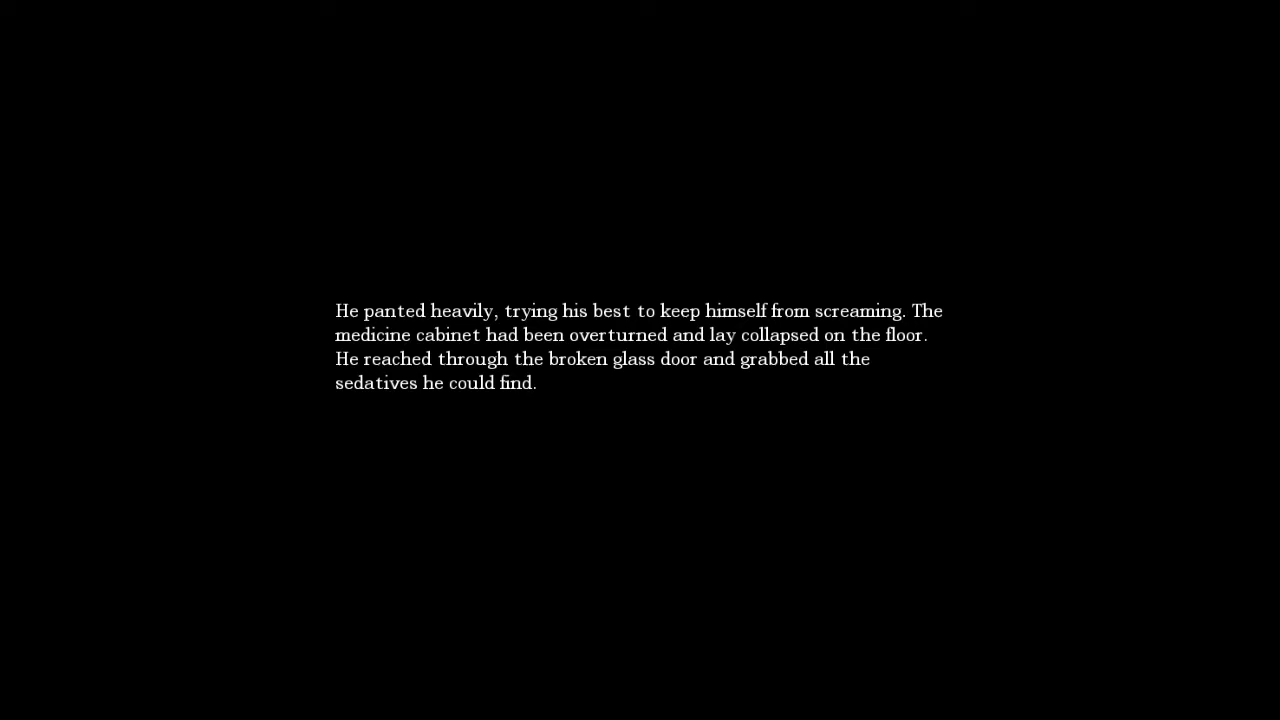 He panted heavily, trying his best to keep himself from screaming. The
medicine cabinet had been overturned and lay collapsed on the floor.
He reached through the broken glass door and grabbed all the
sedatives he could find.